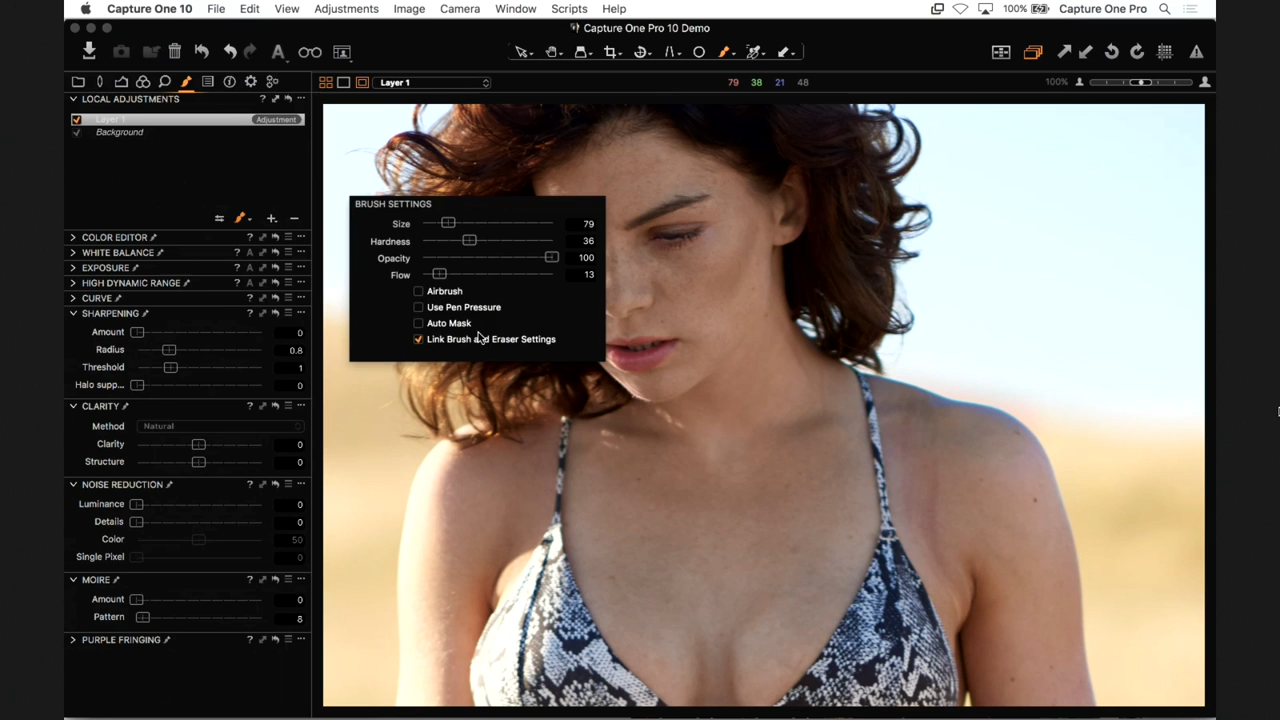 Capture One 10 File Edit View Adjustments Image Camera Window Scripts Help 100% Capture One Pro
Capture One Pro 10 Demo
Layer 1 79 38 21 48 100%
LOCAL ADJUSTMENTS ?
Layer 1 Adjustment
Background
BRUSH SETTINGS
Size 79
Hardness 36
Opacity 100
Flow 13
Airbrush
Use Pen Pressure
Auto Mask
Link Brush and Eraser Settings
COLOR EDITOR ?
WHITE BALANCE ? A
EXPOSURE ? A
HIGH DYNAMIC RANGE ? A
CURVE ?
SHARPENING ?
Amount 0
Radius 0.8
Threshold 1
Halo supp... 0
CLARITY ?
Method Natural
Clarity 0
Structure 0
NOISE REDUCTION ?
Luminance 0
Details 0
Color 50
Single Pixel 0
MOIRE ?
Amount 0
Pattern 8
PURPLE FRINGING ?